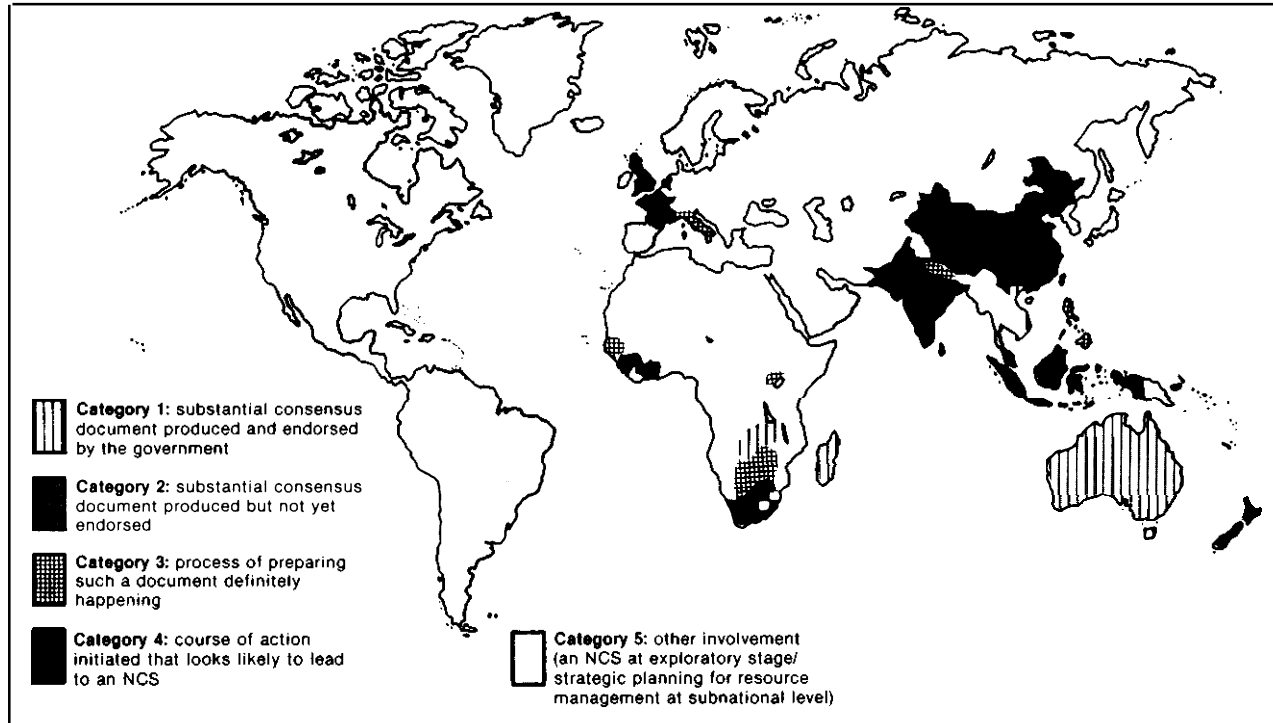 Category 1: substantial consensus
document produced and endorsed
by the government
Category 2: substantial consensus
document produced but not yet
endorsed
Category 3: process of preparing
such a document definitely
happening
Category 4: course of action
initiated that looks likely to lead
to an NCS
Category 5: other involvement
(an NCS at exploratory stage/
strategic planning for resource
management at subnational level)